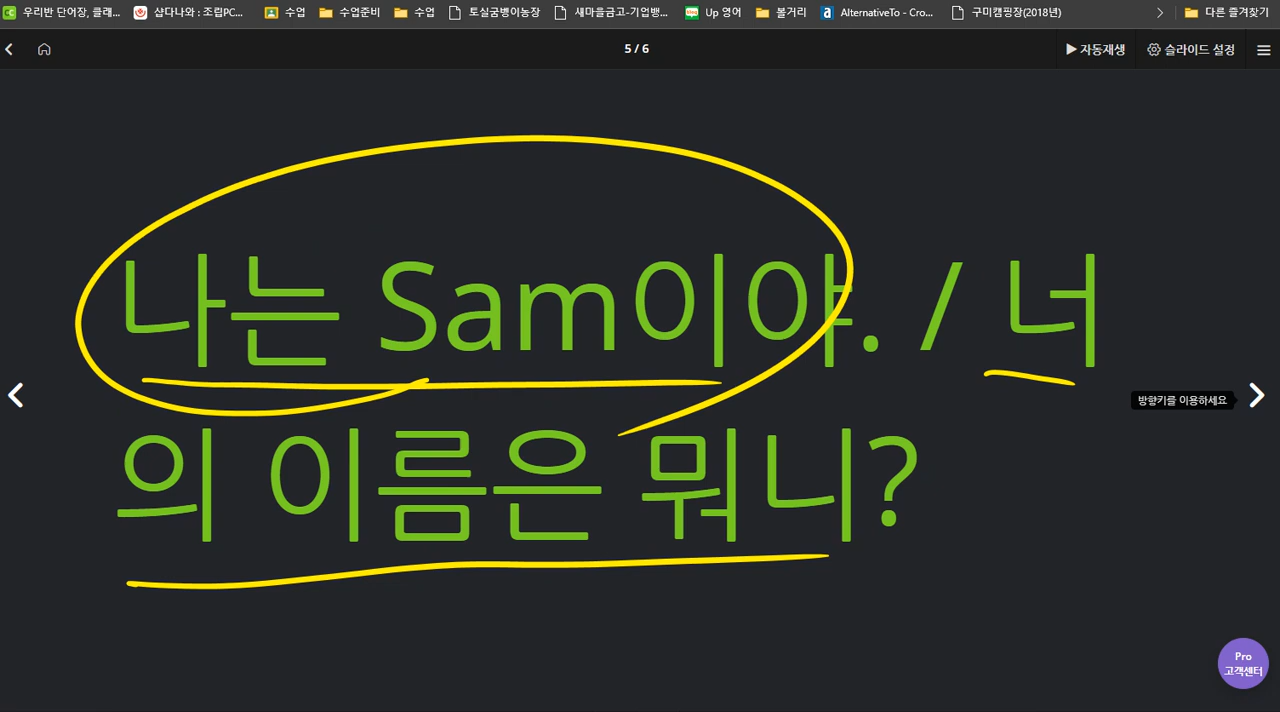 우리반 단어장, 클래... 샵다나와 : 조립PC... 수업 수업준비 수업 토실굼벵이농장 새마을금고-기업뱅... Up 영어 볼거리 AlternativeTo - Cro... 구미캠핑장(2018년) 다른 즐겨찾기
5 / 6 자동재생 슬라이드 설정
나는 Sam이야. / 너
방향키를 이용하세요
의 이름은 뭐니?
Pro
고객센터